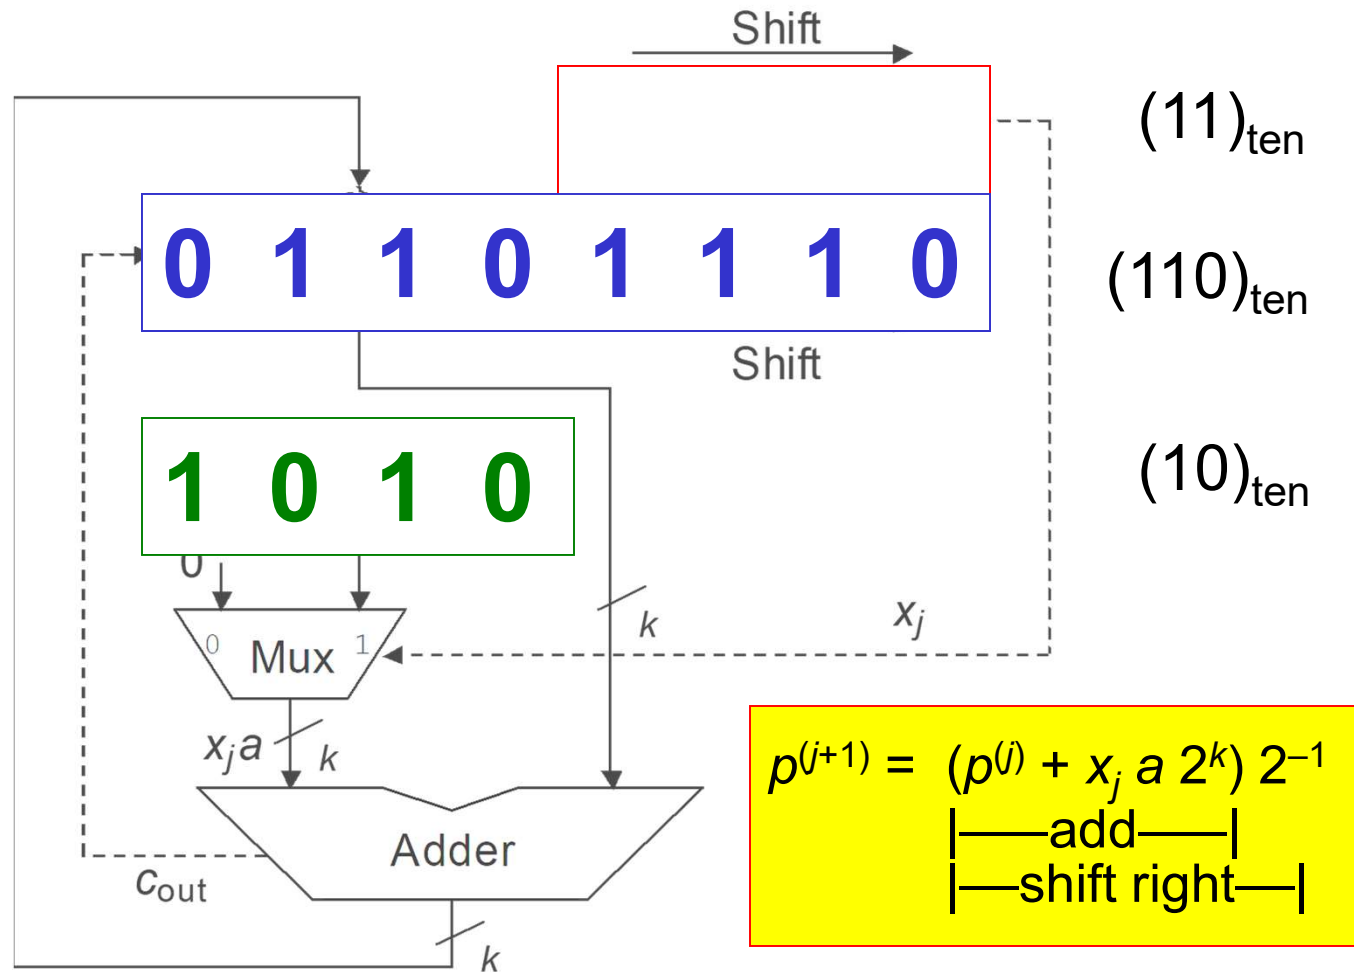 Shift
(11)ten
0 1 1 0 1 1 1 0
(110)ten
Shift
1 0 1 0
(10)ten
0
0 Mux 1
k
xj
xj a
k
Adder
cout
k
p(j+1) = (p(j) + xj a 2k) 2–1
|——add——|
|——shift right——|